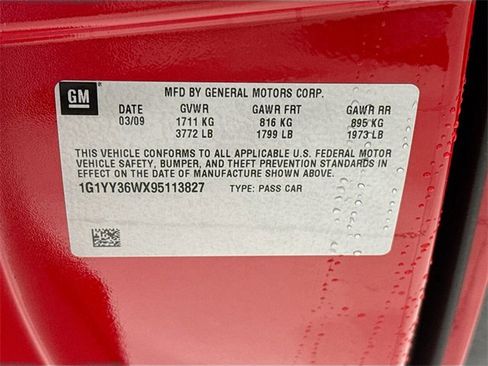 GM
MFD BY GENERAL MOTORS CORP.
DATE GVWR GAWR FRT GAWR RR
03/09 1711 KG 816 KG 895 KG
3772 LB 1799 LB 1973 LB
THIS VEHICLE CONFORMS TO ALL APPLICABLE U.S. FEDERAL MOTOR
VEHICLE SAFETY, BUMPER, AND THEFT PREVENTION STANDARDS IN
EFFECT ON THE DATE OF MANUFACTURE SHOWN ABOVE.
1G1YY36WX95113827 TYPE: PASS CAR